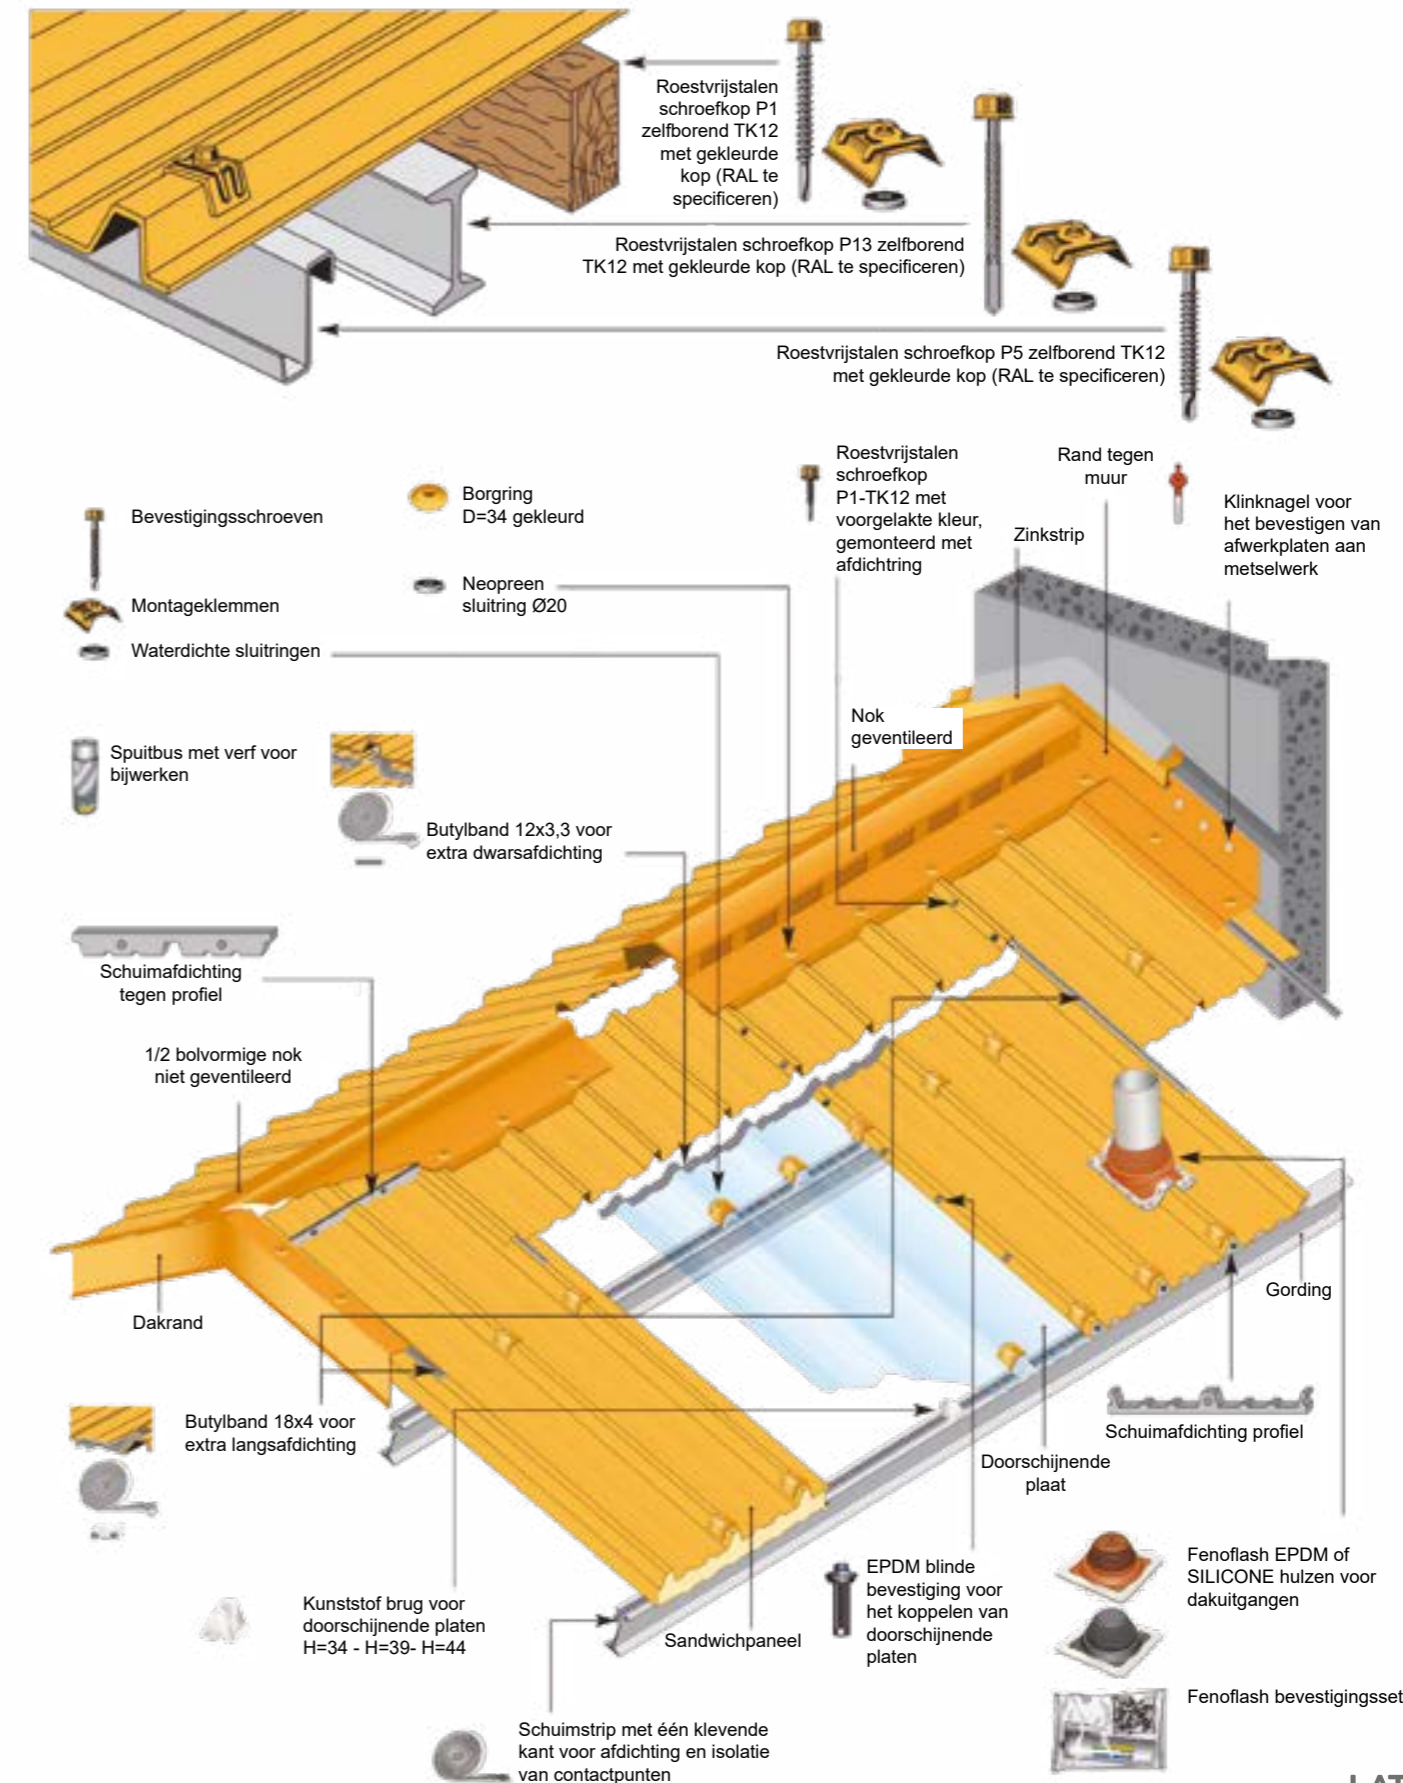 Roestvrijstalen
schroefkop P1
zelfborend TK12
met gekleurde
kop (RAL te
specificeren)
Roestvrijstalen schroefkop P13 zelfborend
TK12 met gekleurde kop (RAL te specificeren)
Roestvrijstalen schroefkop P5 zelfborend TK12
met gekleurde kop (RAL te specificeren)
Bevestigingsschroeven
Montageklemmen
Waterdichte sluitringen
Borgring
D=34 gekleurd
Neopreen
sluitring Ø20
Roestvrijstalen
schroefkop
P1-TK12 met
voorgelakte kleur,
gemonteerd met
afdichtring
Zinkstrip
Rand tegen
muur
Klinknagel voor
het bevestigen van
afwerkplaten aan
metselwerk
Nok
geventileerd
Spuitbus met verf voor
bijwerken
Butylband 12x3,3 voor
extra dwarsafdichting
Schuimafdichting
tegen profiel
1/2 bolvormige nok
niet geventileerd
Dakrand
Gording
Butylband 18x4 voor
extra langsafdichting
Schuimafdichting profiel
Doorschijnende
plaat
Kunststof brug voor
doorschijnende platen
H=34 - H=39- H=44
Sandwichpaneel
EPDM blinde
bevestiging voor
het koppelen van
doorschijnende
platen
Fenoflash EPDM of
SILICONE hulzen voor
dakuitgangen
Fenoflash bevestigingsset
Schuimstrip met één klevende
kant voor afdichting en isolatie
van contactpunten